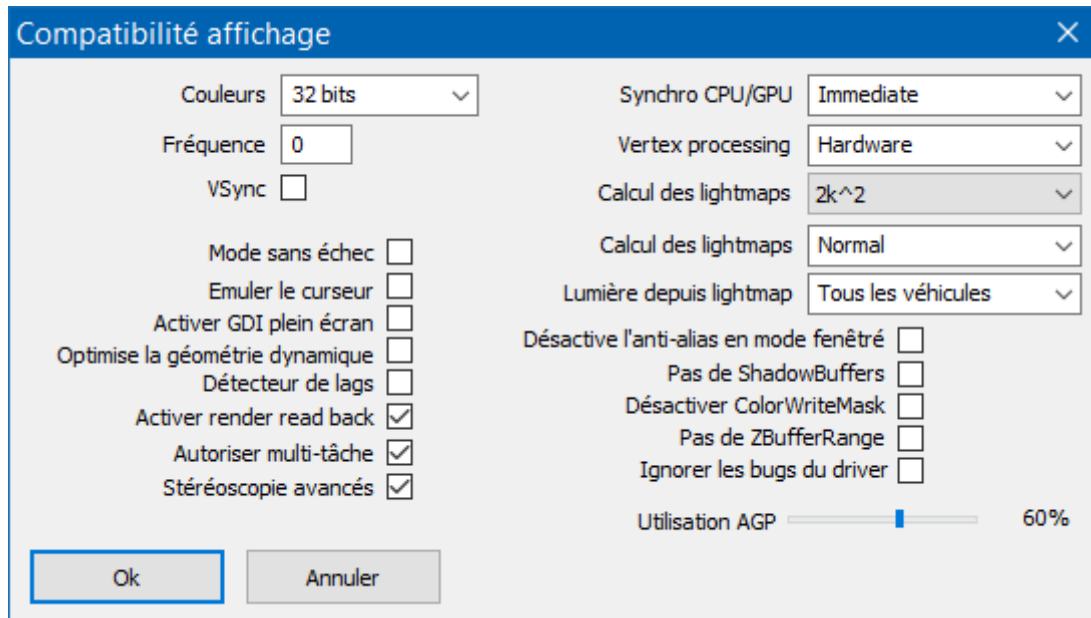 Compatibilité affichage
Couleurs 32 bits
Fréquence 0
VSync
Mode sans échec
Emuler le curseur
Activer GDI plein écran
Optimise la géométrie dynamique
Détecteur de lags
Activer render read back
Autoriser multi-tâche
Stéréoscopie avancés
Synchro CPU/GPU Immediate
Vertex processing Hardware
Calcul des lightmaps 2k^2
Calcul des lightmaps Normal
Lumière depuis lightmap Tous les véhicules
Désactive l'anti-alias en mode fenêtré
Pas de ShadowBuffers
Désactiver ColorWriteMask
Pas de ZBufferRange
Ignorer les bugs du driver
Utilisation AGP 60%
Ok Annuler